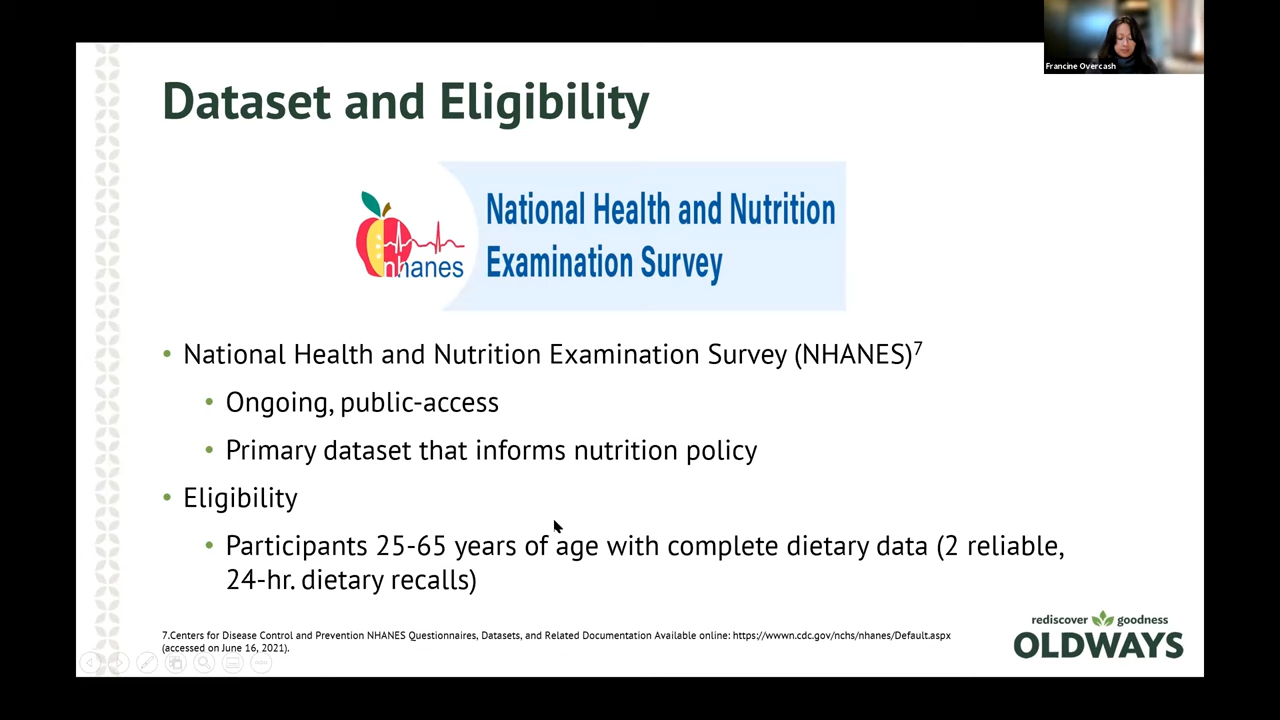 Francine Overcash
Dataset and Eligibility
nhanes
National Health and Nutrition
Examination Survey
• National Health and Nutrition Examination Survey (NHANES)7
• Ongoing, public-access
• Primary dataset that informs nutrition policy
• Eligibility
• Participants 25-65 years of age with complete dietary data (2 reliable,
24-hr. dietary recalls)
7.Centers for Disease Control and Prevention NHANES Questionnaires, Datasets, and Related Documentation Available online: https://wwwn.cdc.gov/nchs/nhanes/Default.aspx
(accessed on June 16, 2021).
rediscover goodness
OLDWAYS